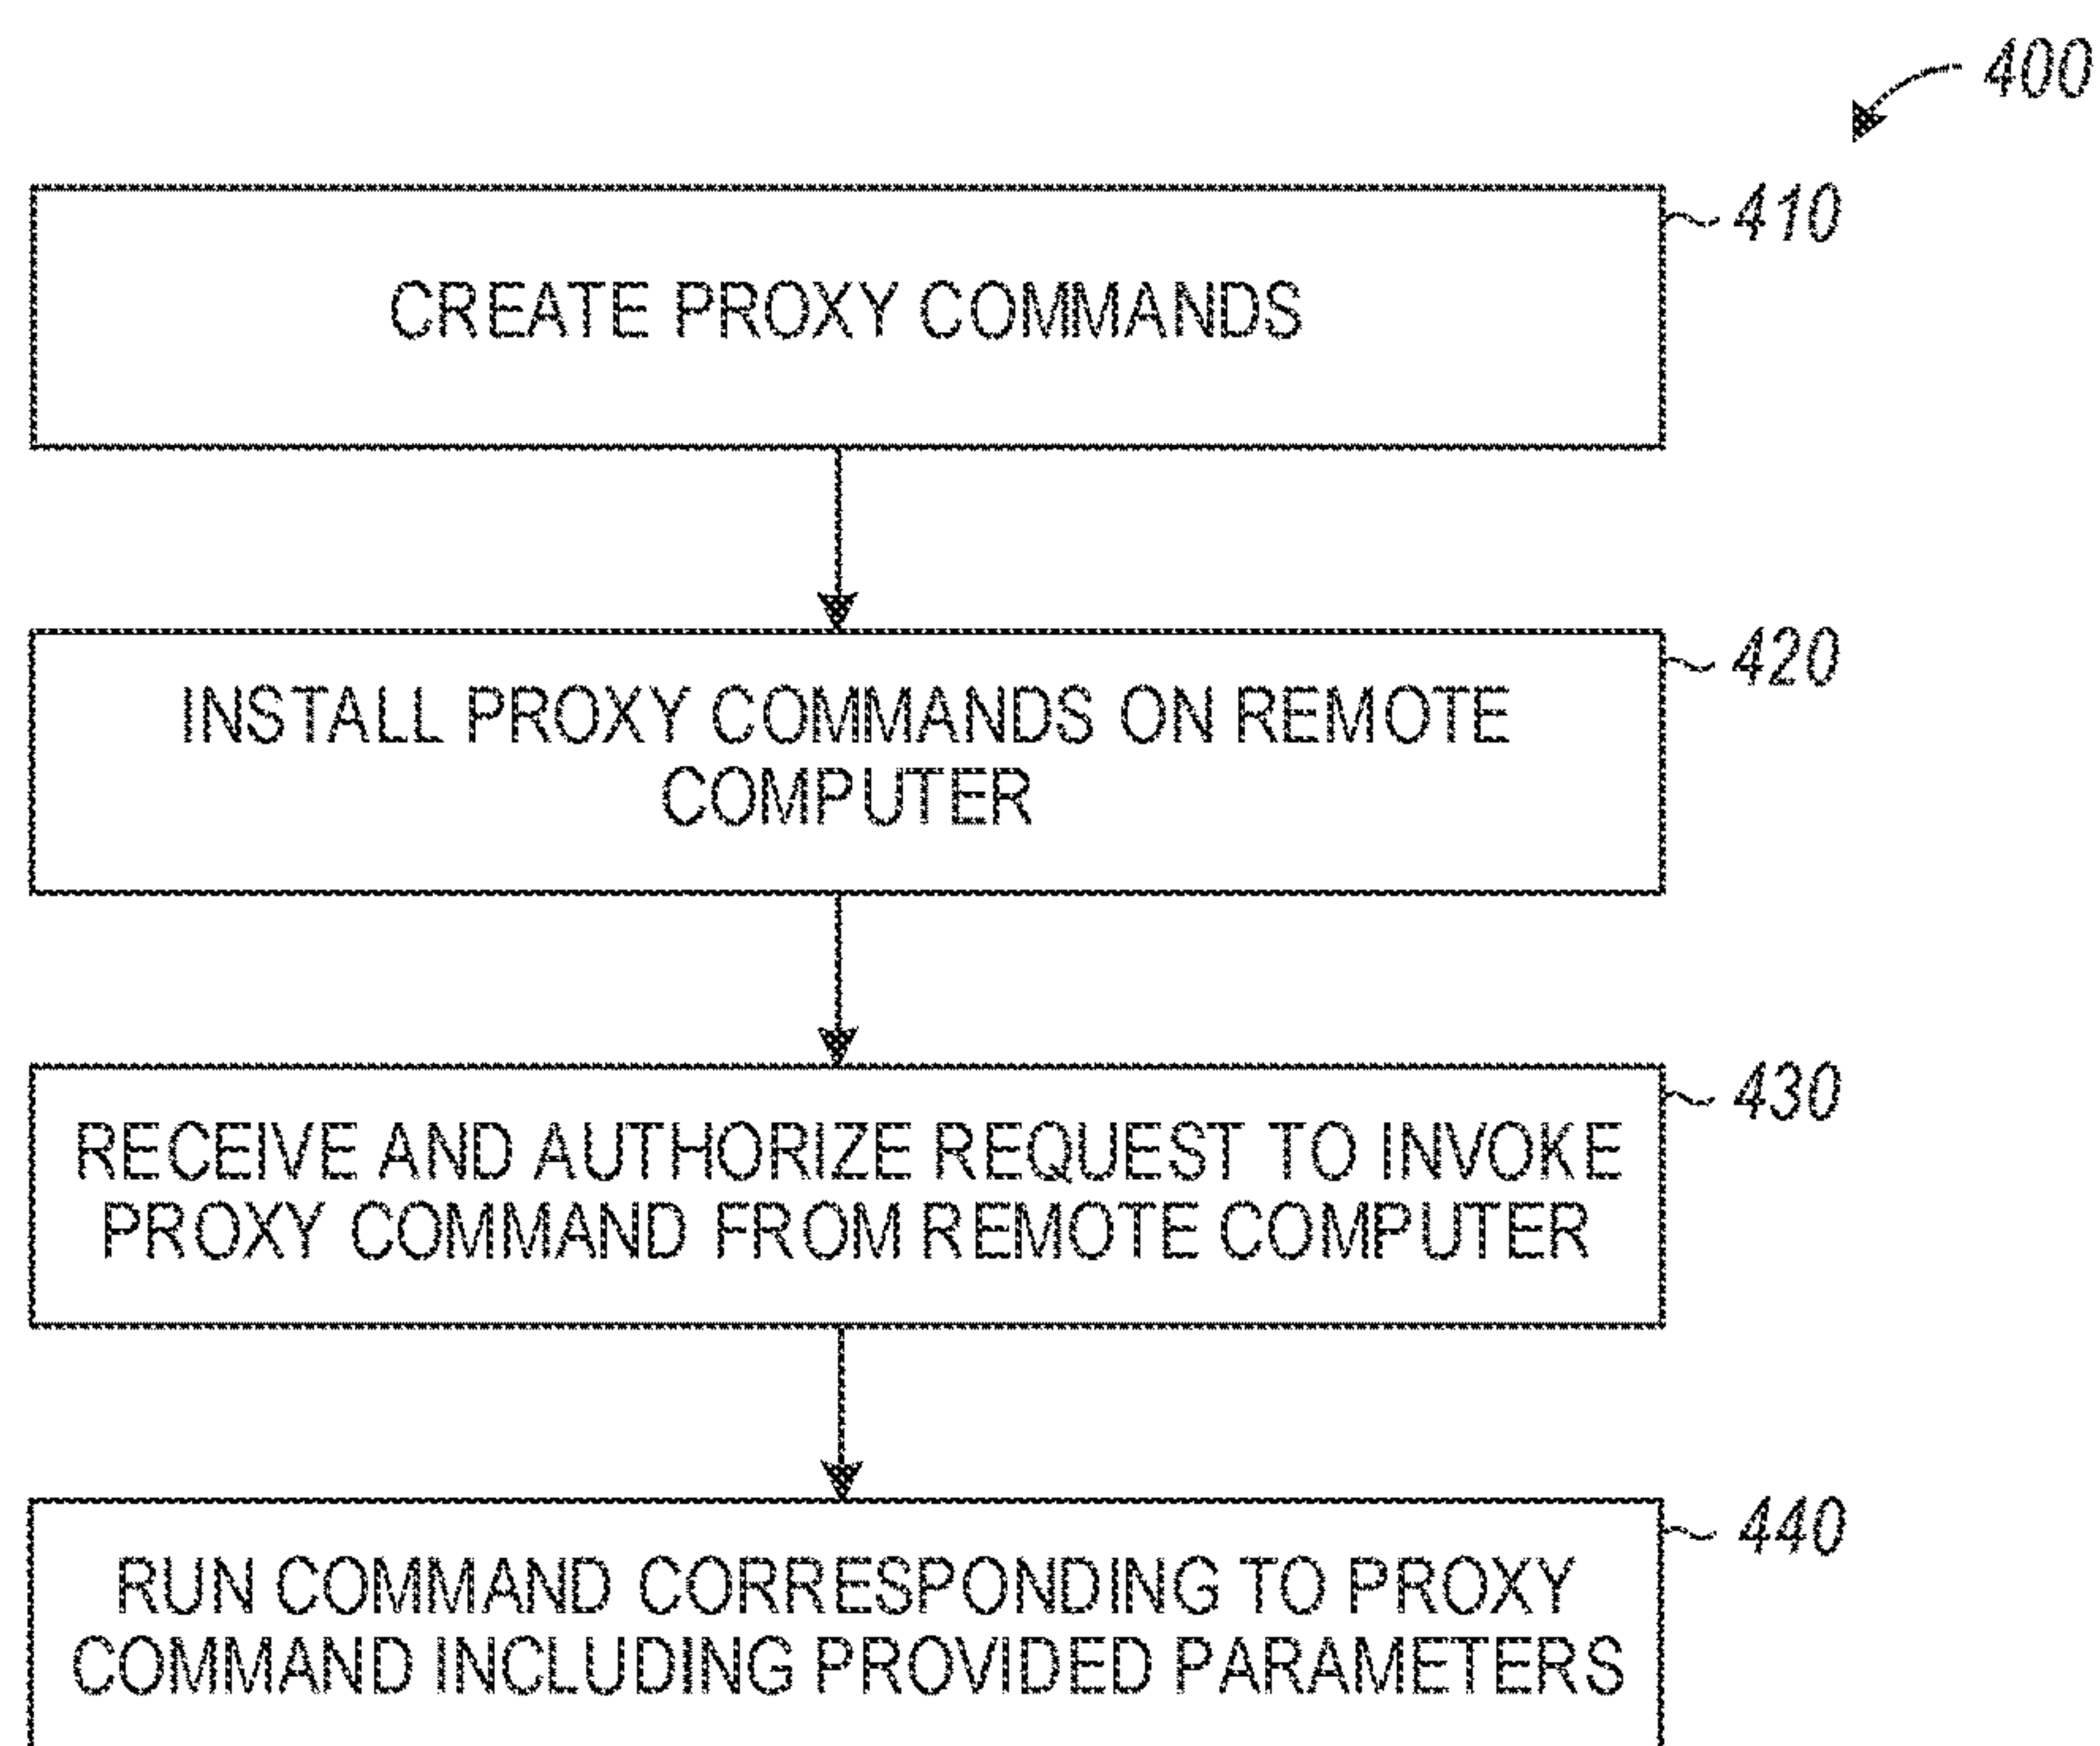 400
410
CREATE PROXY COMMANDS
420
INSTALL PROXY COMMANDS ON REMOTE
COMPUTER
430
RECEIVE AND AUTHORIZE REQUEST TO INVOKE
PROXY COMMAND FROM REMOTE COMPUTER
440
RUN COMMAND CORRESPONDING TO PROXY
COMMAND INCLUDING PROVIDED PARAMETERS